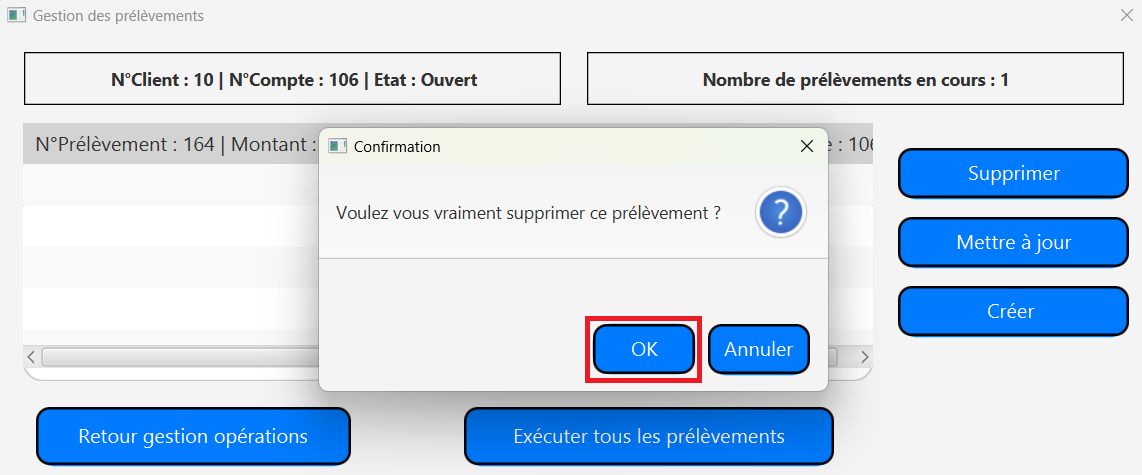 Gestion des prélèvements
N°Client : 10 | N°Compte : 106 | Etat : Ouvert
Nombre de prélèvements en cours : 1
N°Prélèvement : 164 | Montant :
: 106
Confirmation
Voulez vous vraiment supprimer ce prélèvement ?
?
OK
Annuler
Supprimer
Mettre à jour
Créer
Retour gestion opérations
Exécuter tous les prélèvements